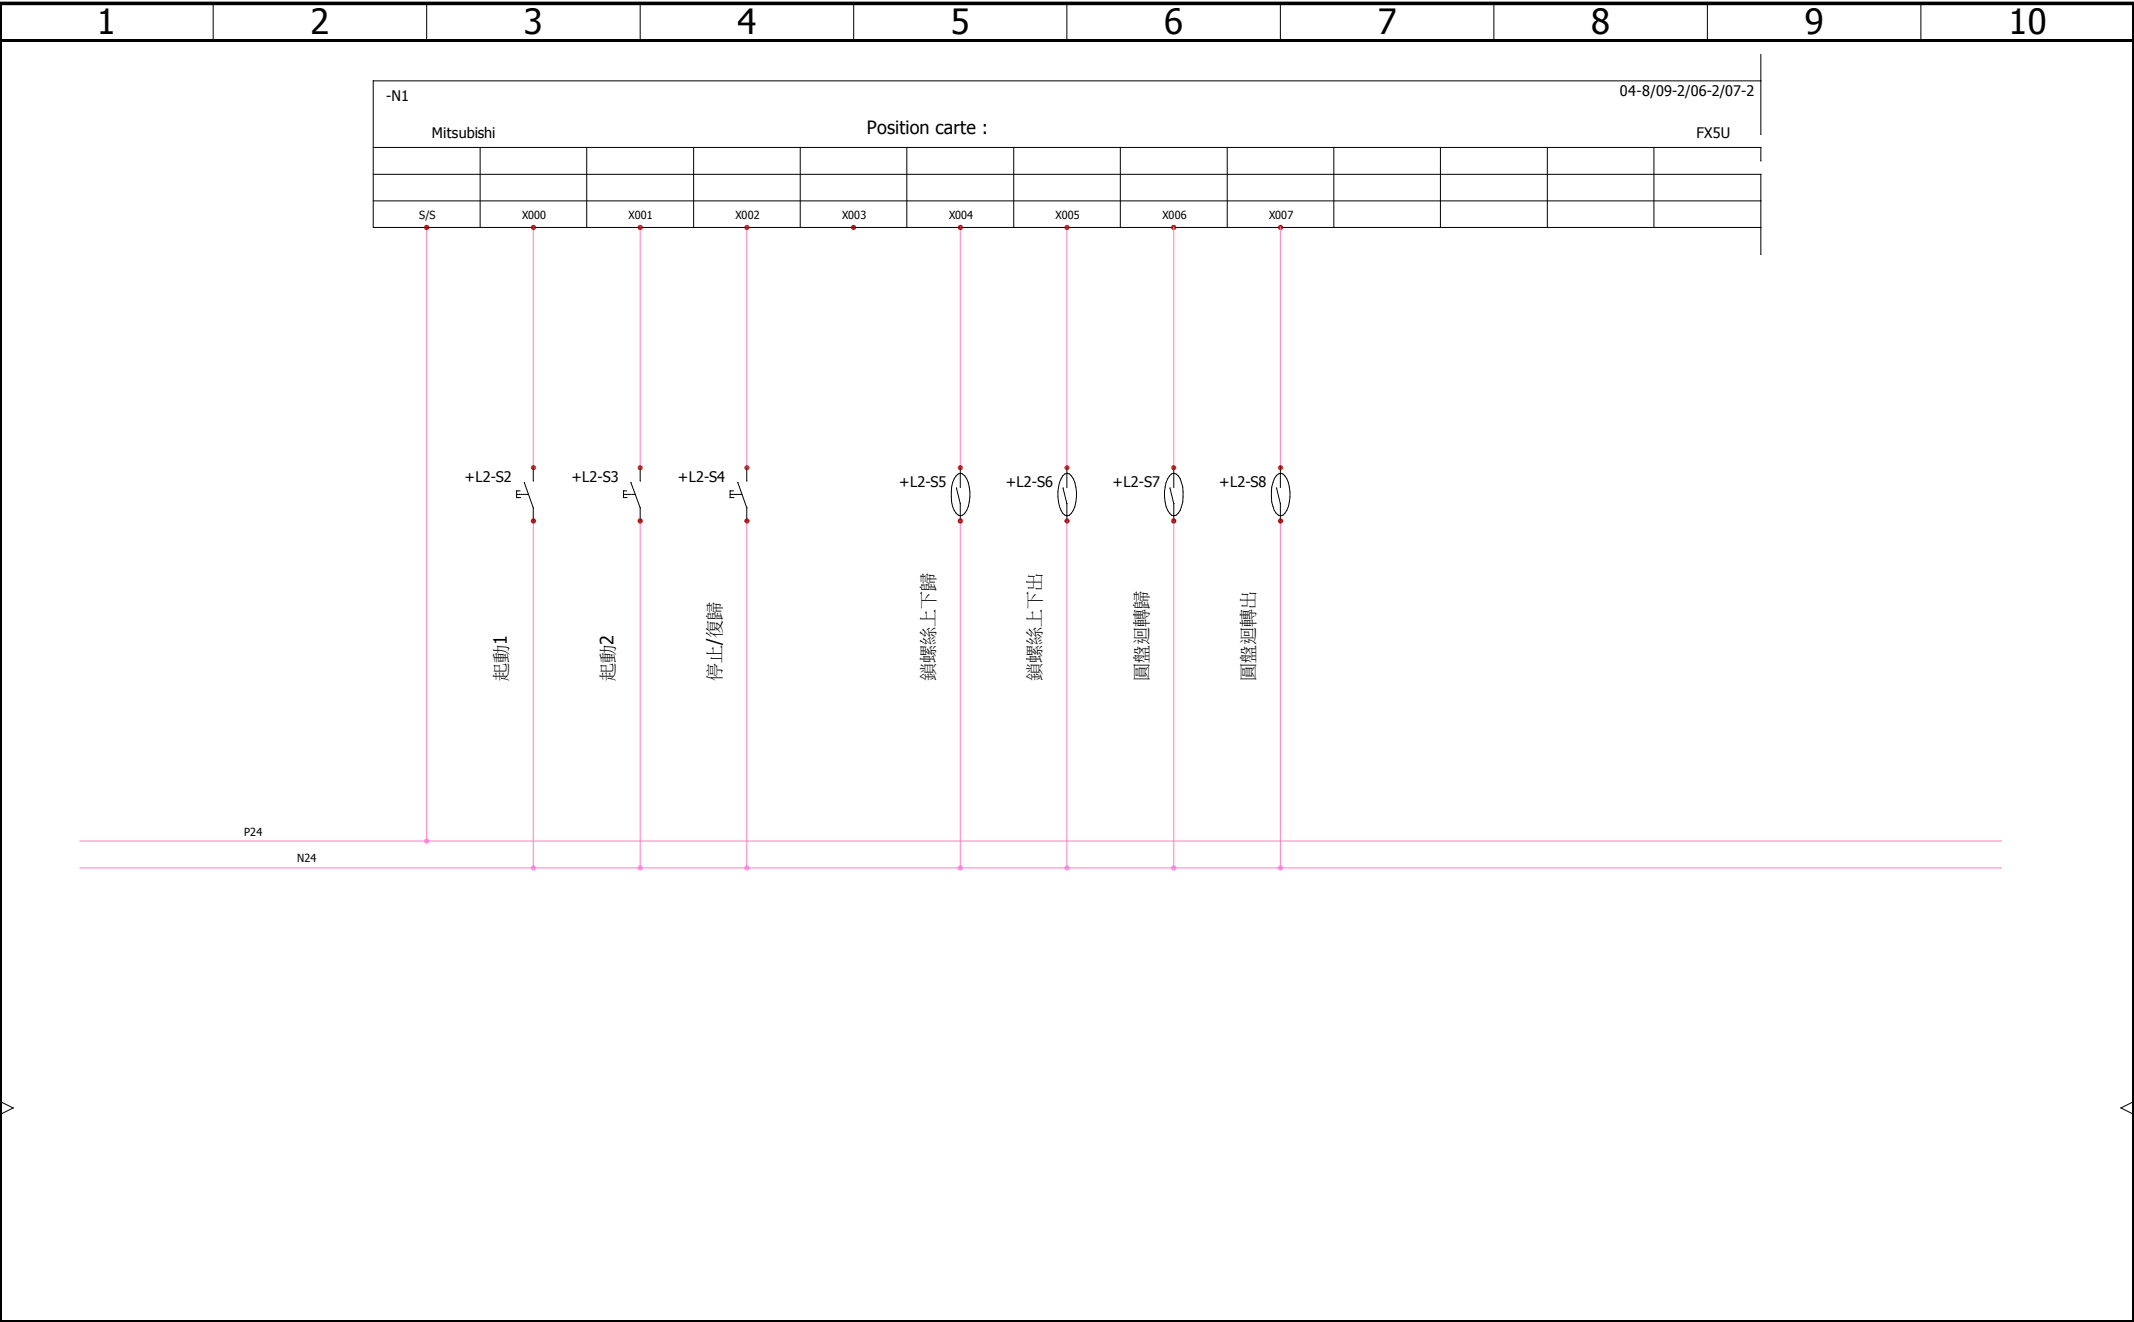 1 2 3 4 5 6 7 8 9 10
-N1 04-8/09-2/06-2/07-2
Mitsubishi Position carte : FX5U
S/S X000 X001 X002 X003 X004 X005 X006 X007
+L2-S2 +L2-S3 +L2-S4 +L2-S5 +L2-S6 +L2-S7 +L2-S8
起動1
起動2
停止/復歸
鎖螺絲上下歸
鎖螺絲上下出
圓盤迴轉歸
圓盤迴轉出
P24
N24